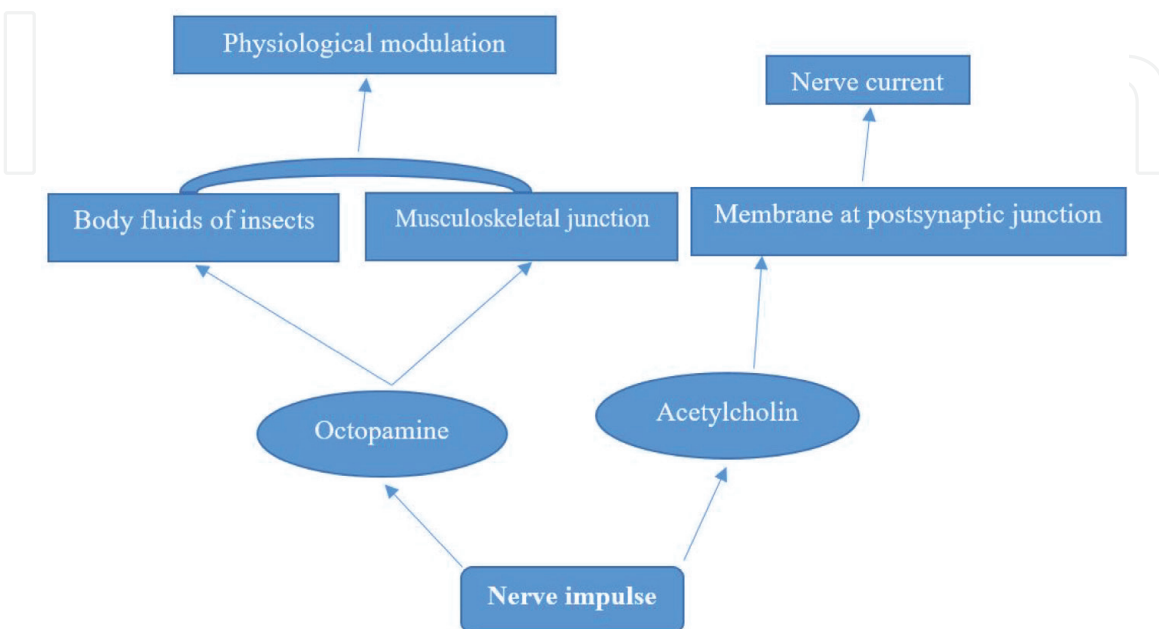 Physiological modulation
Nerve current
Body fluids of insects
Musculoskeletal junction
Membrane at postsynaptic junction
Octopamine
Acetylcholin
Nerve impulse